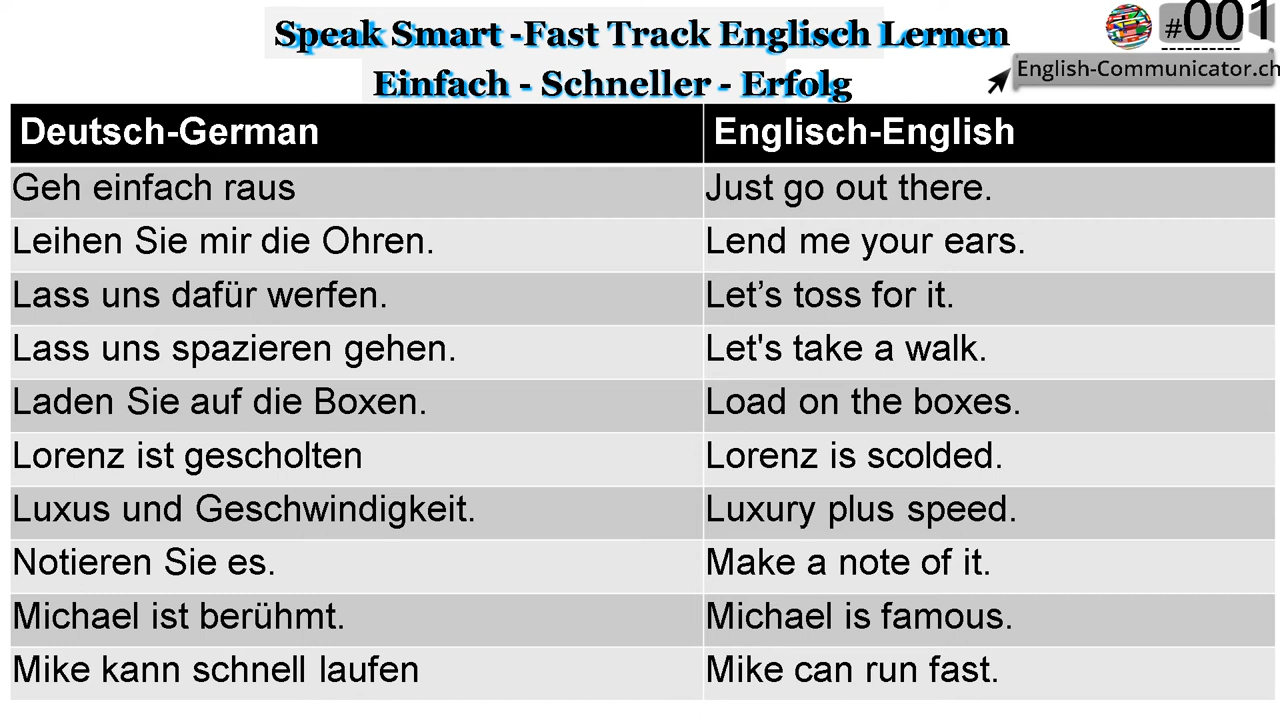 Speak Smart -Fast Track Englisch Lernen
#001
Einfach - Schneller - Erfolg
English-Communicator.ch
Deutsch-German Englisch-English
Geh einfach raus Just go out there.
Leihen Sie mir die Ohren. Lend me your ears.
Lass uns dafür werfen. Let’s toss for it.
Lass uns spazieren gehen. Let's take a walk.
Laden Sie auf die Boxen. Load on the boxes.
Lorenz ist gescholten Lorenz is scolded.
Luxus und Geschwindigkeit. Luxury plus speed.
Notieren Sie es. Make a note of it.
Michael ist berühmt. Michael is famous.
Mike kann schnell laufen Mike can run fast.